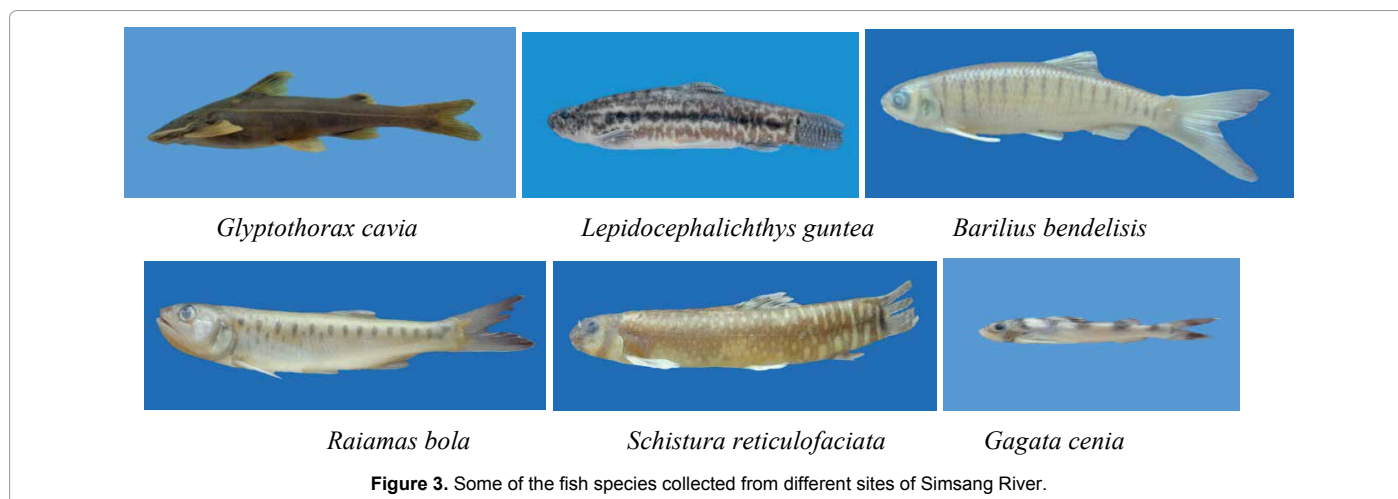 Glyptothorax cavia Lepidocephalichthys guntea Barilius bendelisis
Raiamas bola Schistura reticulofaciata Gagata cenia
Figure 3. Some of the fish species collected from different sites of Simsang River.